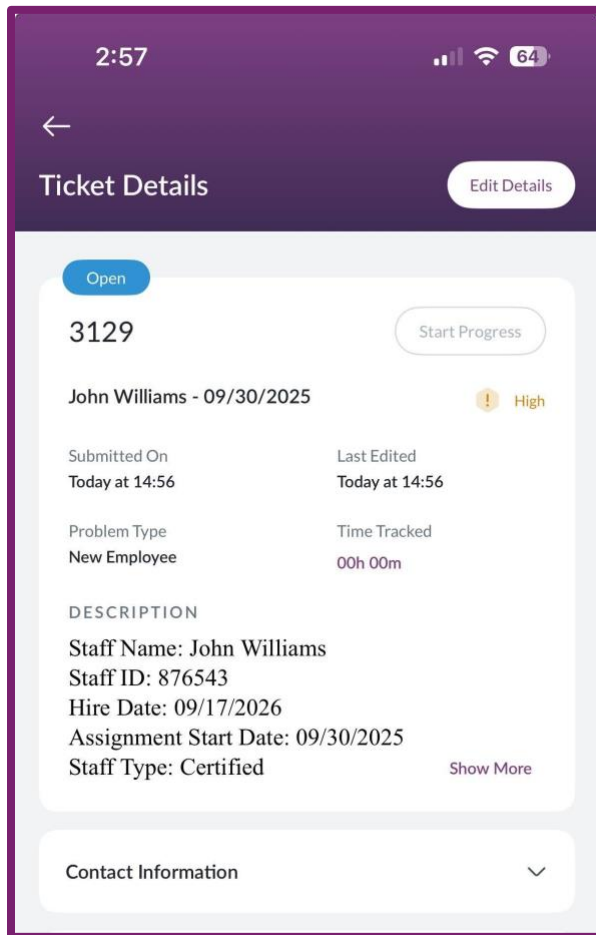 2:57
64
Ticket Details
Edit Details
Open
3129
Start Progress
John Williams - 09/30/2025
! High
Submitted On
Last Edited
Today at 14:56
Today at 14:56
Problem Type
Time Tracked
New Employee
00h 00m
DESCRIPTION
Staff Name: John Williams
Staff ID: 876543
Hire Date: 09/17/2026
Assignment Start Date: 09/30/2025
Staff Type: Certified
Show More
Contact Information